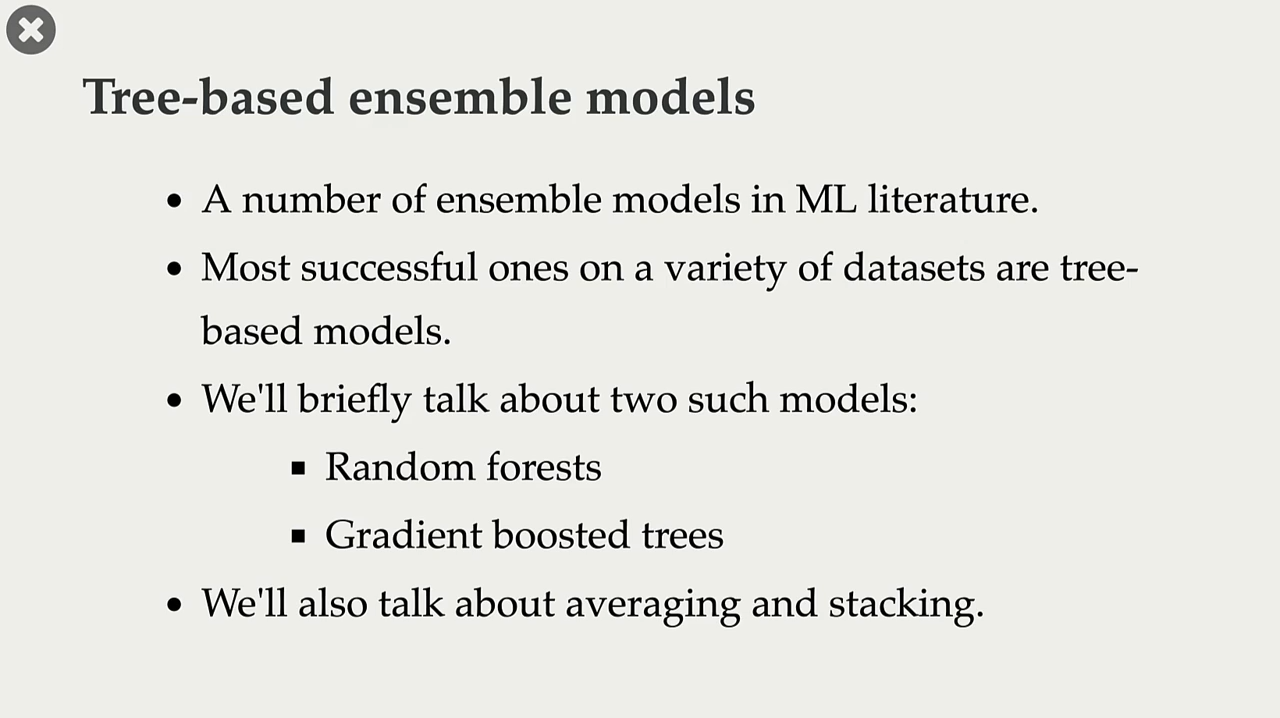 Tree-based ensemble models
• A number of ensemble models in ML literature.
• Most successful ones on a variety of datasets are tree-
based models.
• We'll briefly talk about two such models:
▪ Random forests
▪ Gradient boosted trees
• We'll also talk about averaging and stacking.